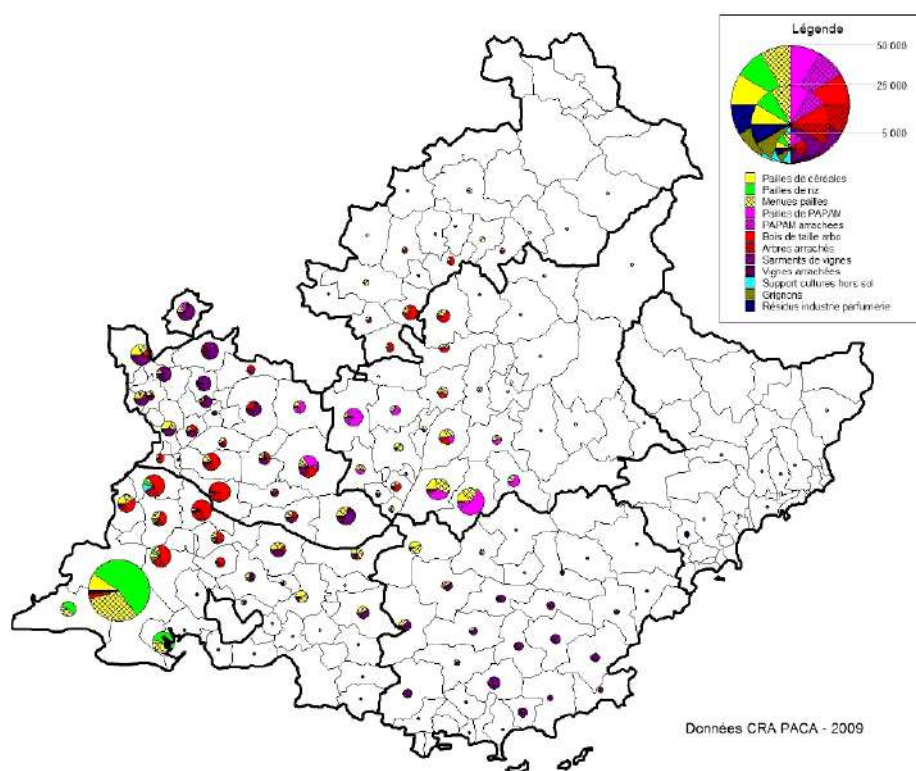 Légende
50 000
25 000
5 000
Pailles de céréales
Pailles de riz
Menues pailles
Pailles de PAPAM
PAPAM arrachees
Bois de taille arbo
Arbres arrachés
Sarments de vignes
Vignes arrachées
Support cultures hors sol
Grignons
Résidus industrie parfumerie
Données CRA PACA - 2009